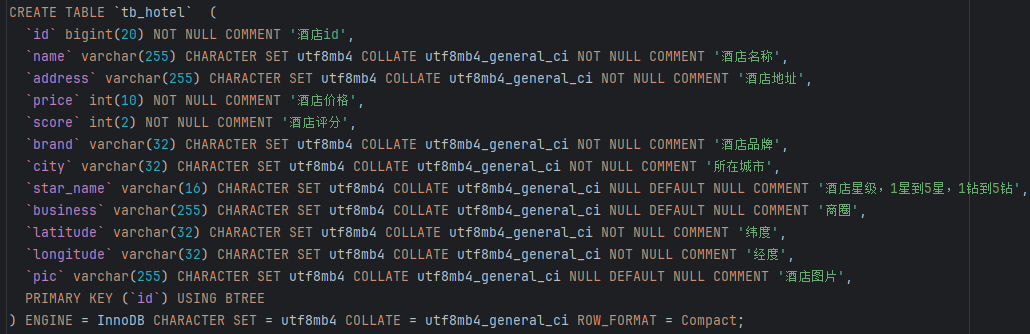 CREATE TABLE `tb_hotel`  (
  `id` bigint(20) NOT NULL COMMENT '酒店id',
  `name` varchar(255) CHARACTER SET utf8mb4 COLLATE utf8mb4_general_ci NOT NULL COMMENT '酒店名称',
  `address` varchar(255) CHARACTER SET utf8mb4 COLLATE utf8mb4_general_ci NOT NULL COMMENT '酒店地址',
  `price` int(10) NOT NULL COMMENT '酒店价格',
  `score` int(2) NOT NULL COMMENT '酒店评分',
  `brand` varchar(32) CHARACTER SET utf8mb4 COLLATE utf8mb4_general_ci NOT NULL COMMENT '酒店品牌',
  `city` varchar(32) CHARACTER SET utf8mb4 COLLATE utf8mb4_general_ci NOT NULL COMMENT '所在城市',
  `star_name` varchar(16) CHARACTER SET utf8mb4 COLLATE utf8mb4_general_ci NULL DEFAULT NULL COMMENT '酒店星级，1星到5星，1钻到5钻',
  `business` varchar(255) CHARACTER SET utf8mb4 COLLATE utf8mb4_general_ci NULL DEFAULT NULL COMMENT '商圈',
  `latitude` varchar(32) CHARACTER SET utf8mb4 COLLATE utf8mb4_general_ci NOT NULL COMMENT '纬度',
  `longitude` varchar(32) CHARACTER SET utf8mb4 COLLATE utf8mb4_general_ci NOT NULL COMMENT '经度',
  `pic` varchar(255) CHARACTER SET utf8mb4 COLLATE utf8mb4_general_ci NULL DEFAULT NULL COMMENT '酒店图片',
  PRIMARY KEY (`id`) USING BTREE
) ENGINE = InnoDB CHARACTER SET = utf8mb4 COLLATE = utf8mb4_general_ci ROW_FORMAT = Compact;